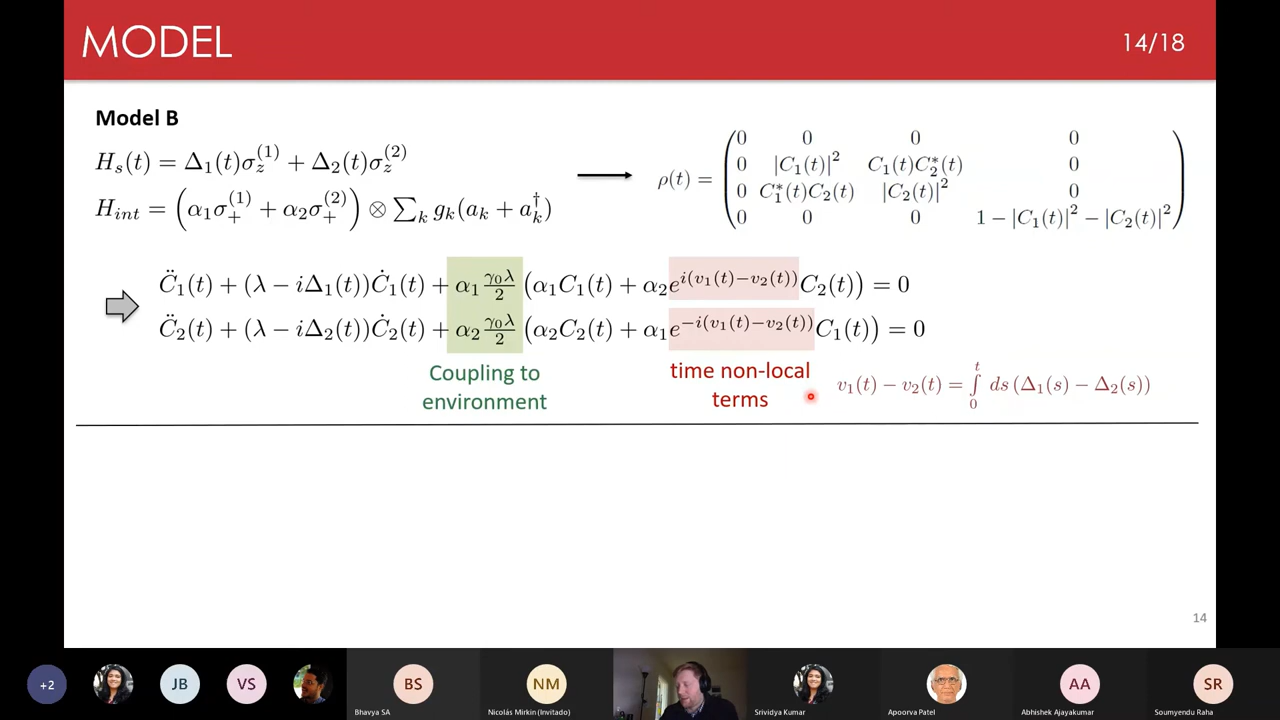 MODEL
14/18
Model B
H_s(t) = Δ_1(t)σ_z^{(1)} + Δ_2(t)σ_z^{(2)}
H_{int} = (α_1σ_+^{(1)} + α_2σ_+^{(2)}) ⊗ ∑_k g_k(a_k + a_k^†)
ρ(t) =
0 0 0 0
0 |C_1(t)|^2 C_1(t)C_2^*(t) 0
0 C_1^*(t)C_2(t) |C_2(t)|^2 0
0 0 0 1 − |C_1(t)|^2 − |C_2(t)|^2
C̈_1(t) + (λ − iΔ_1(t))Ċ_1(t) + α_1 γ_0λ/2 (α_1C_1(t) + α_2e^{i(v_1(t)−v_2(t))}C_2(t)) = 0
C̈_2(t) + (λ − iΔ_2(t))Ċ_2(t) + α_2 γ_0λ/2 (α_2C_2(t) + α_1e^{−i(v_1(t)−v_2(t))}C_1(t)) = 0
Coupling to
environment
time non-local
terms
v_1(t) − v_2(t) = ∫_0^t ds (Δ_1(s) − Δ_2(s))
14
+2
JB
VS
BS
Bhavya SA
NM
Nicolás Mirkin (Invitado)
Srividya Kumar
Apoorva Patel
AA
Abhishek Ajayakumar
SR
Soumyendu Raha